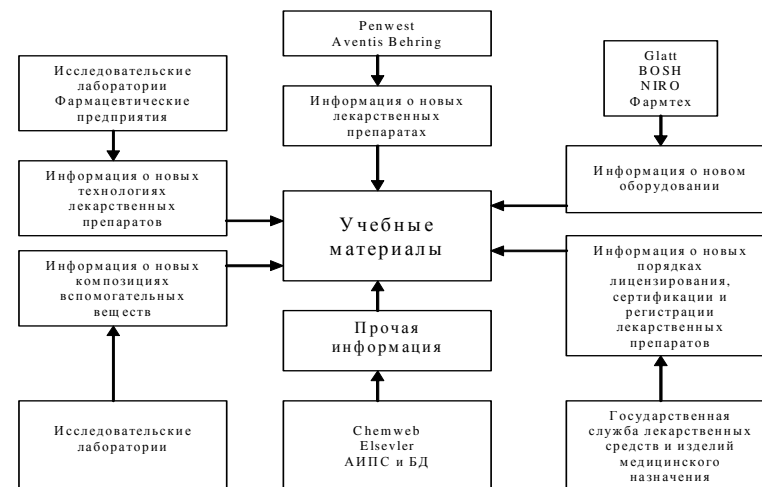 Penwest
Aventis Behring
Glatt
BOSH
NIRO
Фармтех
Исследовательские
лаборатории
Фармацевтические
предприятия
Информация о новых
лекарственных
препаратах
Информация о новых
технологиях
лекарственных
препаратов
Информация о новом
оборудовании
Учебные
материалы
Информация о новых
композициях
вспомогательных
веществ
Информация о новых
порядках
лицензирования,
сертификации и
регистрации
лекарственных
препаратов
Прочая
информация
Исследовательские
лаборатории
Chemweb
Elsevler
АИПС и БД
Государственная
служба лекарственных
средств и изделий
медицинского
назначения